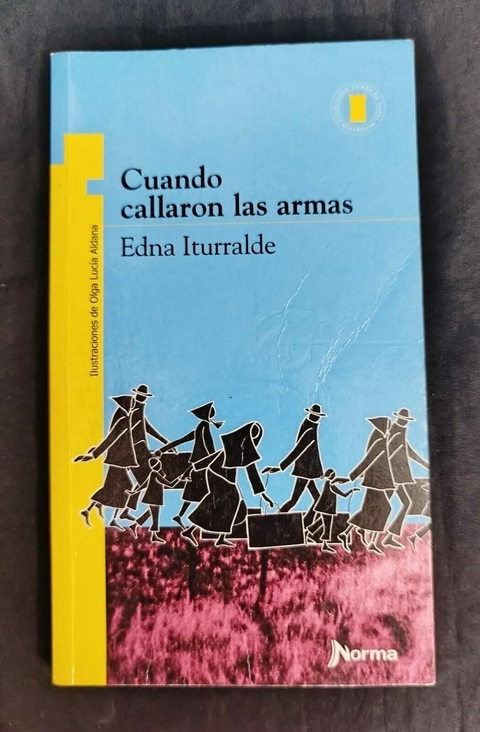 Cuando
callaron las armas
Edna Iturralde
Ilustraciones de Olga Lucía Aldana
Norma